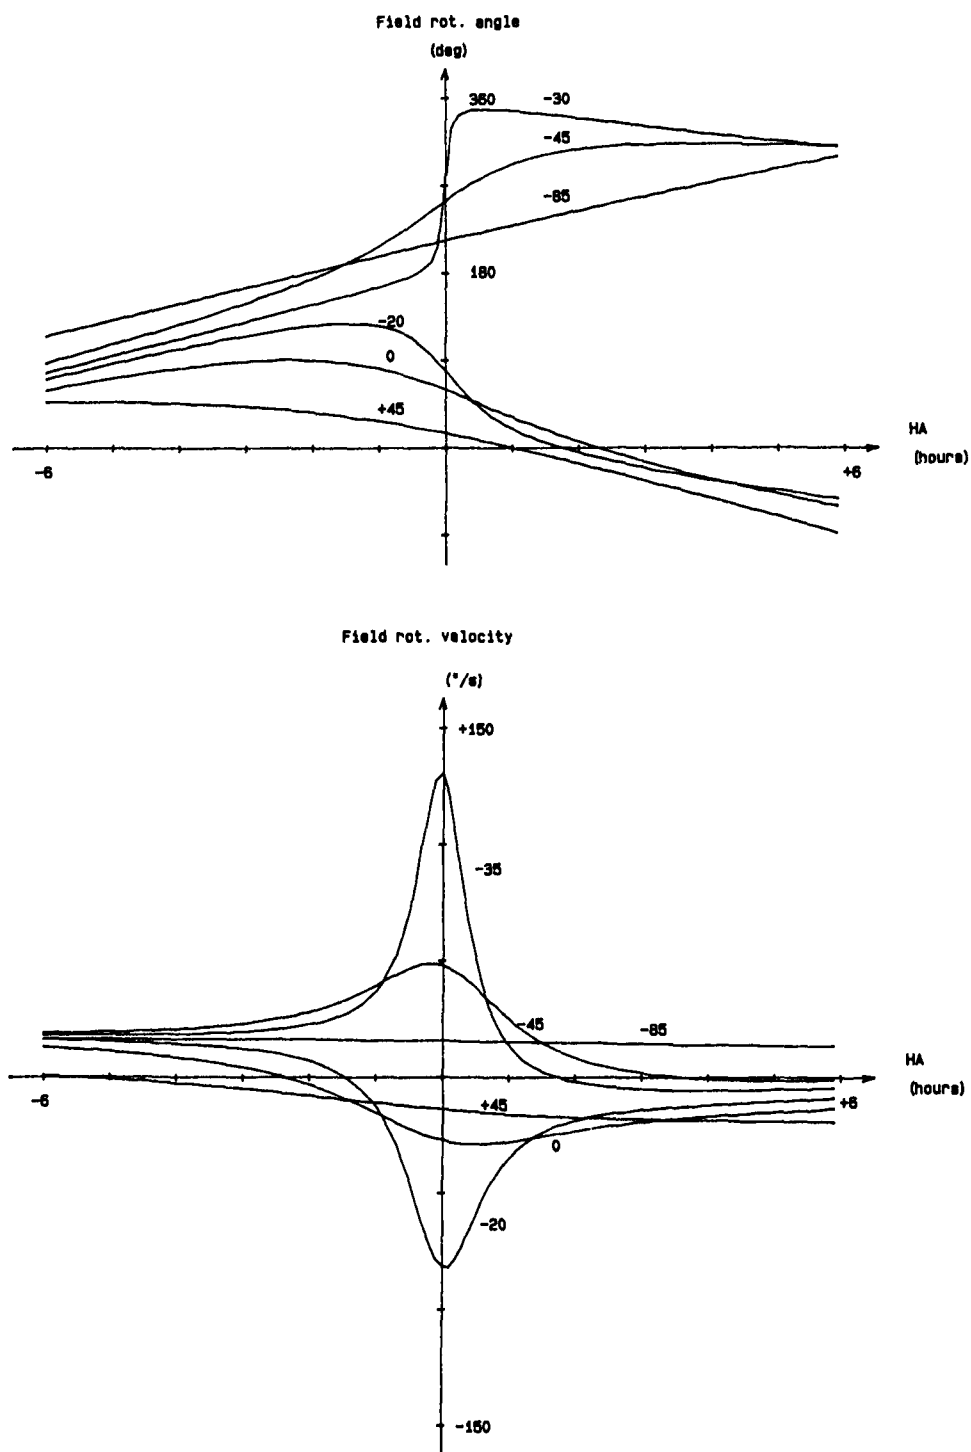 Field rot. angle
(deg)
360
-30
-45
-85
180
-20
0
+45
HA
(hours)
-6
+6
Field rot. velocity
("/s)
+150
-35
-45
-85
HA
(hours)
-6
+45
+6
0
-20
-150